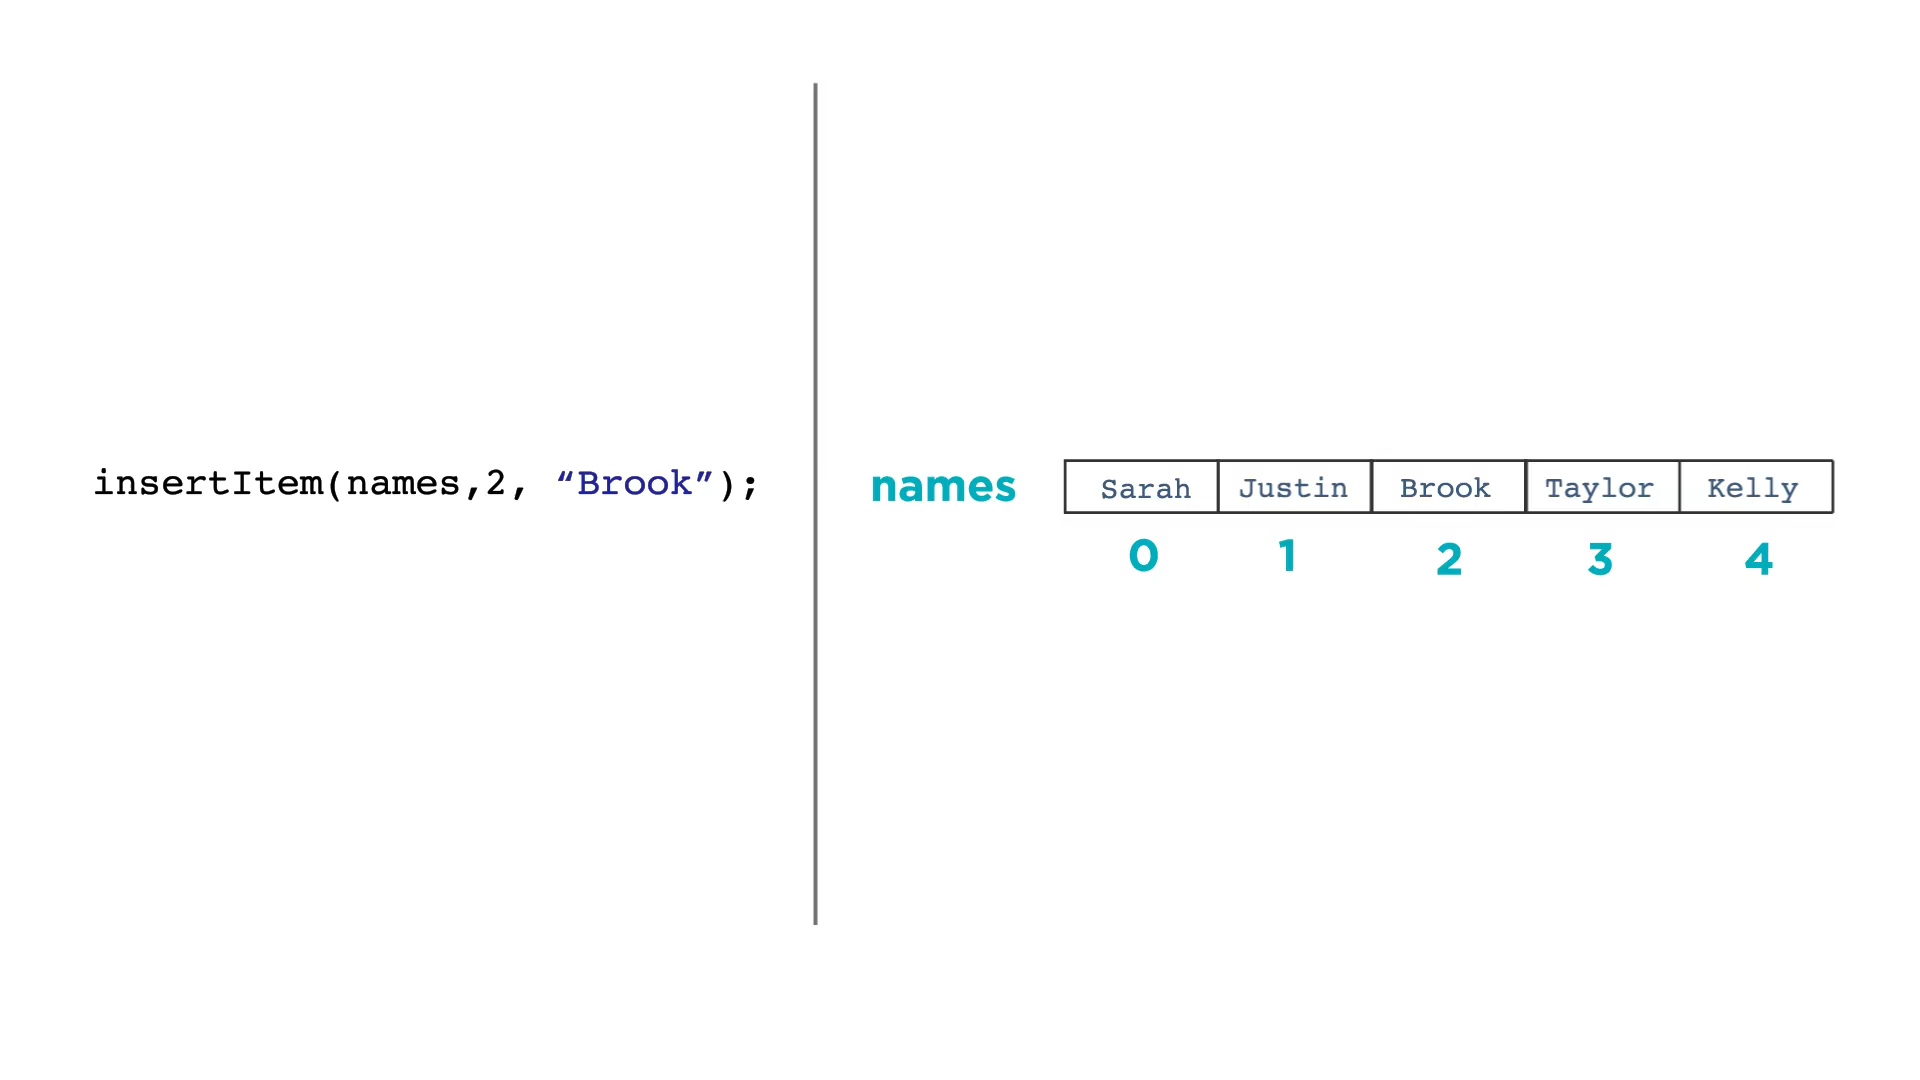 insertItem(names,2, “Brook”);
names
Sarah Justin Brook Taylor Kelly
0 1 2 3 4